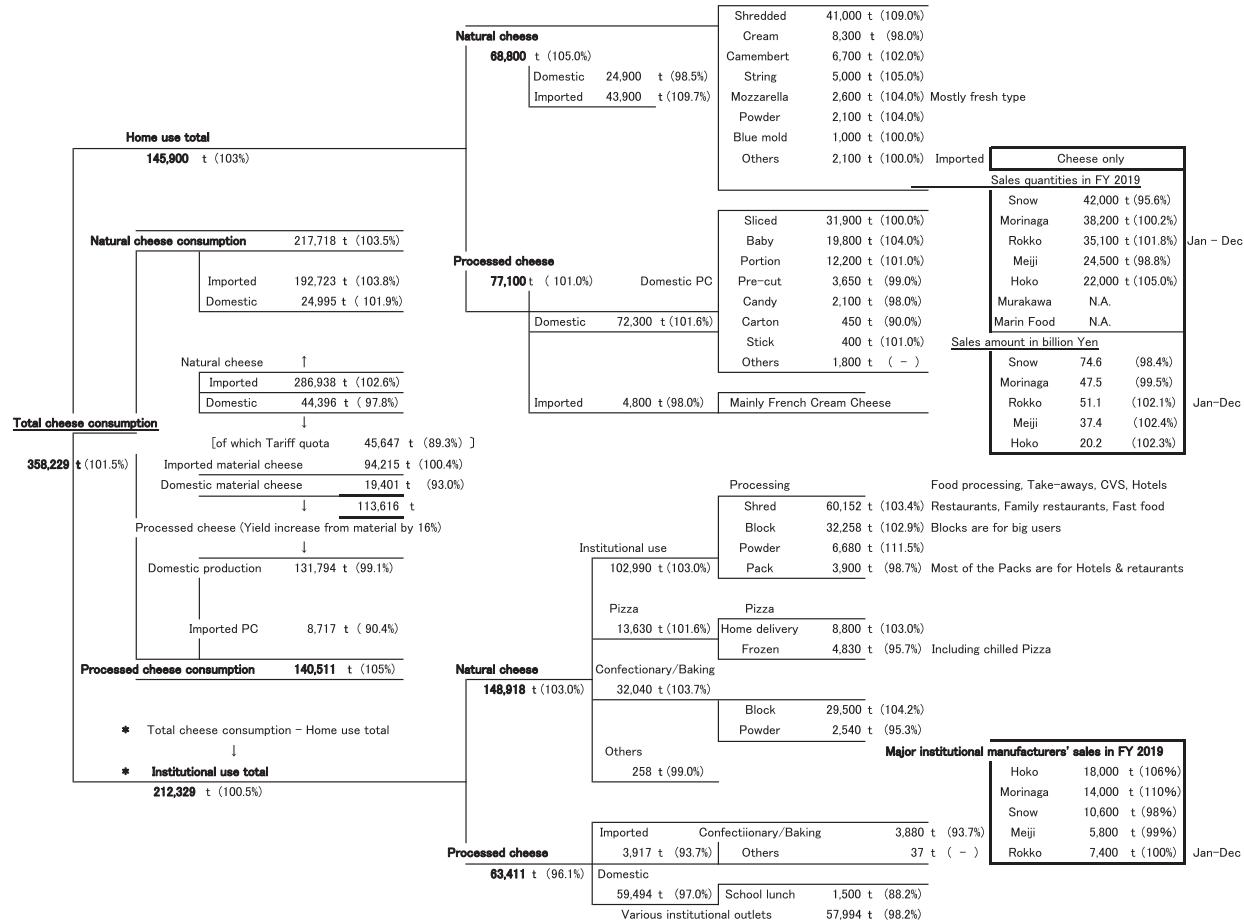 Shredded 41,000 t (109.0%)
Natural cheese Cream 8,300 t (98.0%)
68,800 t (105.0%) Camembert 6,700 t (102.0%)
Domestic 24,900 t (98.5%) String 5,000 t (105.0%)
Imported 43,900 t (109.7%) Mozzarella 2,600 t (104.0%) Mostly fresh type
Powder 2,100 t (104.0%)
Home use total Blue mold 1,000 t (100.0%)
145,900 t (103%) Others 2,100 t (100.0%) Imported Cheese only
Sales quantities in FY 2019
Snow 42,000 t (95.6%)
Sliced 31,900 t (100.0%) Morinaga 38,200 t (100.2%)
Natural cheese consumption 217,718 t (103.5%) Baby 19,800 t (104.0%) Rokko 35,100 t (101.8%) Jan - Dec
Processed cheese Portion 12,200 t (101.0%) Meiji 24,500 t (98.8%)
Imported 192,723 t (103.8%) 77,100 t ( 101.0%) Domestic PC Pre-cut 3,650 t (99.0%) Hoko 22,000 t (105.0%)
Domestic 24,995 t ( 101.9%) Candy 2,100 t (98.0%) Murakawa N.A.
Domestic 72,300 t (101.6%) Carton 450 t (90.0%) Marin Food N.A.
Stick 400 t (101.0%) Sales amount in billion Yen
Natural cheese ↑ Others 1,800 t ( - ) Snow 74.6 (98.4%)
Imported 286,938 t (102.6%) Morinaga 47.5 (99.5%)
Domestic 44,396 t ( 97.8%) Imported 4,800 t (98.0%) Mainly French Cream Cheese Rokko 51.1 (102.1%) Jan-Dec
Total cheese consumption ↓ Meiji 37.4 (102.4%)
[of which Tariff quota 45,647 t (89.3%) ] Hoko 20.2 (102.3%)
358,229 t (101.5%) Imported material cheese 94,215 t (100.4%)
Domestic material cheese 19,401 t (93.0%) Processing Food processing, Take-aways, CVS, Hotels
↓ 113,616 t Shred 60,152 t (103.4%) Restaurants, Family restaurants, Fast food
Processed cheese (Yield increase from material by 16%) Block 32,258 t (102.9%) Blocks are for big users
↓ Institutional use Powder 6,680 t (111.5%)
Domestic production 131,794 t (99.1%) 102,990 t (103.0%) Pack 3,900 t (98.7%) Most of the Packs are for Hotels & retaurants
Pizza Pizza
Imported PC 8,717 t ( 90.4%) 13,630 t (101.6%) Home delivery 8,800 t (103.0%)
Frozen 4,830 t (95.7%) Including chilled Pizza
Processed cheese consumption 140,511 t (105%) Natural cheese Confectionary/Baking
148,918 t (103.0%) 32,040 t (103.7%)
Block 29,500 t (104.2%)
* Total cheese consumption - Home use total Powder 2,540 t (95.3%)
↓ Others Major institutional manufacturers' sales in FY 2019
* Institutional use total 258 t (99.0%) Hoko 18,000 t (106%)
212,329 t (100.5%) Morinaga 14,000 t (110%)
Snow 10,600 t (98%)
Imported Confectiionary/Baking 3,880 t (93.7%) Meiji 5,800 t (99%)
Processed cheese 3,917 t (93.7%) Others 37 t ( - ) Rokko 7,400 t (100%) Jan-Dec
63,411 t (96.1%) Domestic
59,494 t (97.0%) School lunch 1,500 t (88.2%)
Various institutional outlets 57,994 t (98.2%)